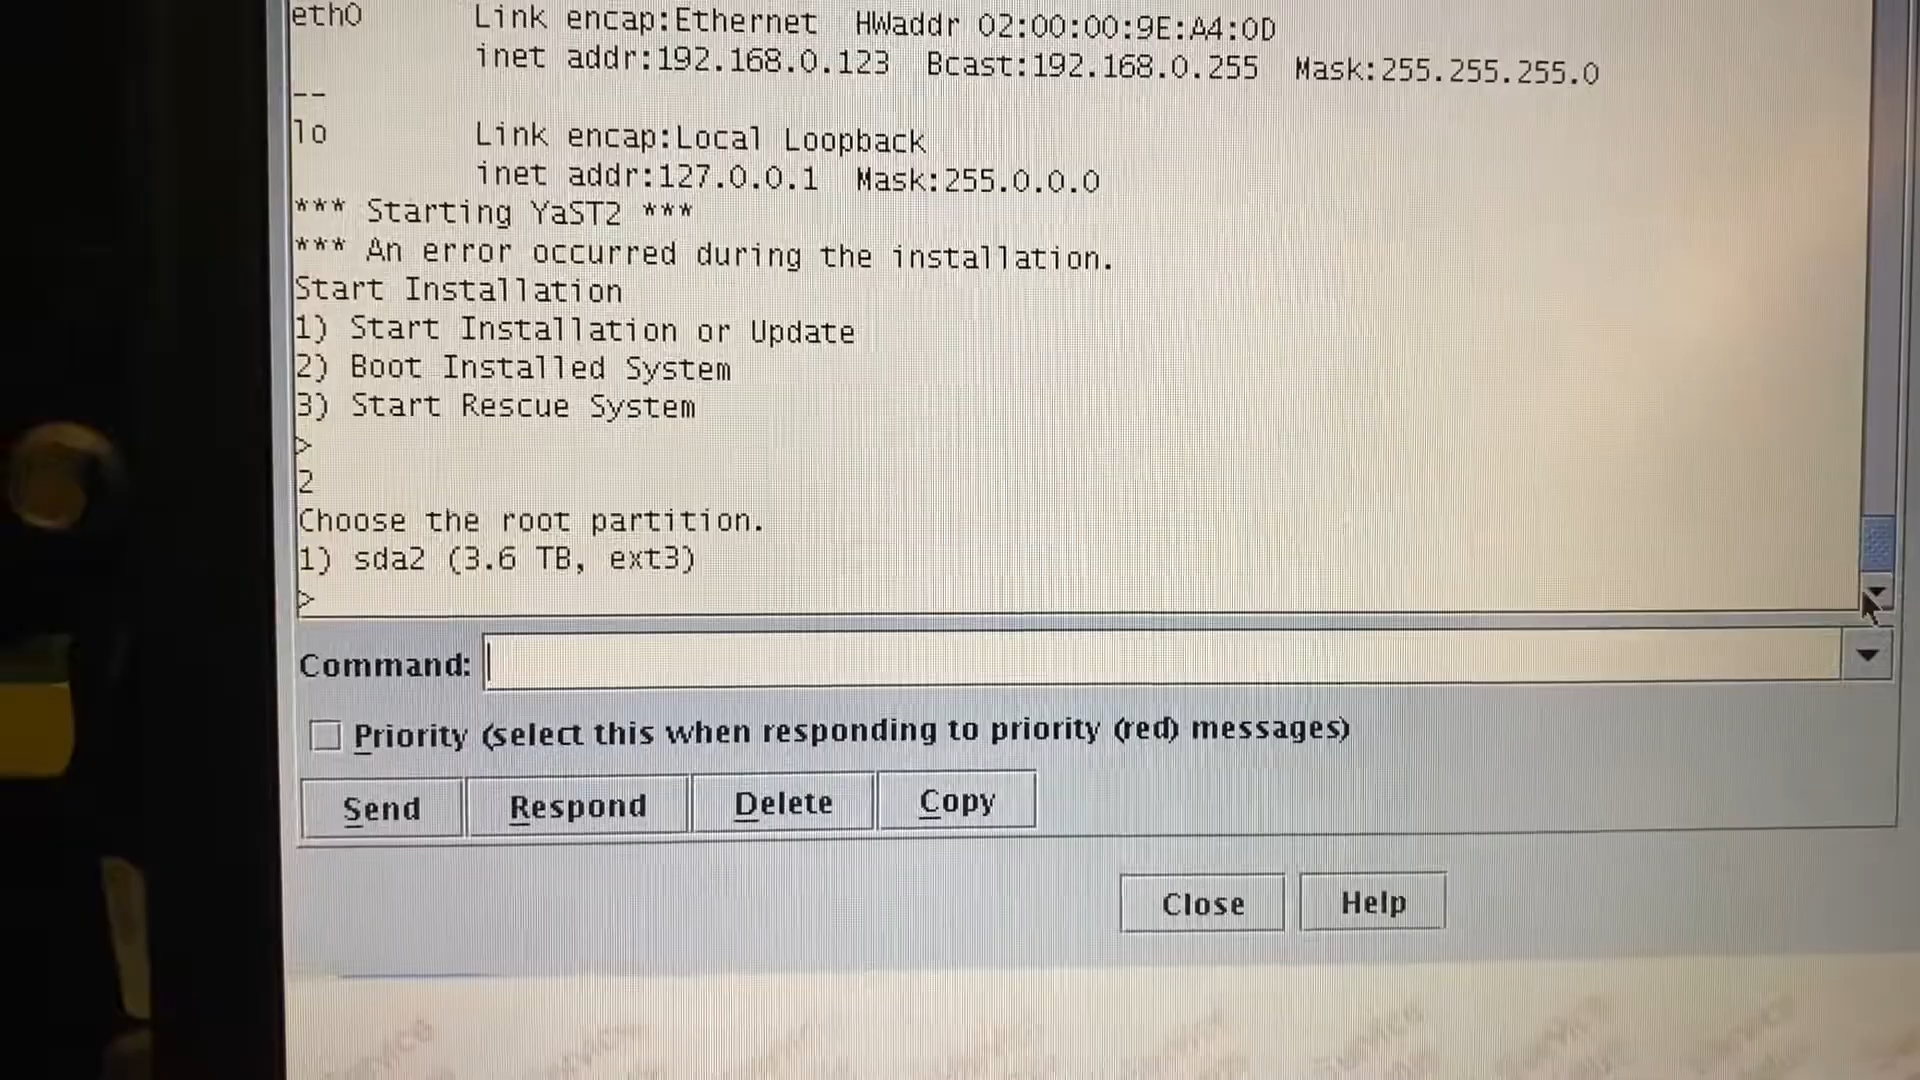 eth0 Link encap:Ethernet HWaddr 02:00:00:9E:A4:0D
inet addr:192.168.0.123 Bcast:192.168.0.255 Mask:255.255.255.0
--
lo Link encap:Local Loopback
inet addr:127.0.0.1 Mask:255.0.0.0
*** Starting YaST2 ***
*** An error occurred during the installation.
Start Installation
1) Start Installation or Update
2) Boot Installed System
3) Start Rescue System
>
2
Choose the root partition.
1) sda2 (3.6 TB, ext3)
>
Command:
Priority (select this when responding to priority (red) messages)
Send Respond Delete Copy
Close Help